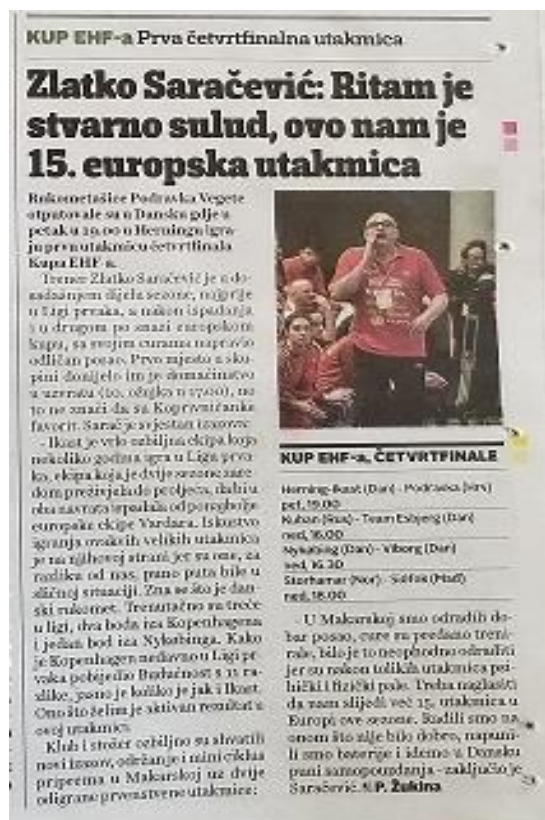 KUP EHF-a Prva četvrtfinalna utakmica
Zlatko Saračević: Ritam je
stvarno sulud, ovo nam je
15. europska utakmica
Rukometašice Podravka Vegete
otputovale su u Dansku gdje u
petak u 19.00 u Herningu igra-
ju prvu utakmicu četvrtfinala
Kupa EHF-a.
Trener Zlatko Saračević je u do-
sadašnjem dijelu sezone, najprije
u Ligi prvaka, a nakon ispadanja
i u drugom po snazi europskom
kupu, sa svojim curama napravio
odličan posao. Prvo mjesto u sku-
pini donijelo im je domaćinstvo
u uzvratu (10. ožujka u 17.00), no
to ne znači da su Koprivničanke
favorit. Sarač je svjestan izazova:
- Ikast je vrlo ozbiljna ekipa koja
nekoliko godina igra u Liga prva-
ka, ekipa koja je dvije sezone zare-
dom preživjela do proljeća, da bi u
oba navrata ispala od ponajbolje
europske ekipe Vardara. Iskustvo
igranja ovakvih velikih utakmica
je na njihovoj strani jer su one, za
razliku od nas, puno puta bile u
sličnoj situaciji. Zna se što je dan-
ski rukomet. Trenutačno su treće
u ligi, dva boda iza Kopenhagena
i jedan bod iza Nykøbinga. Kako
je Kopenhagen nedavno u Ligi pr-
vaka pobijedio Budućnost s 11 ra-
zlike, jasno je koliko je jak i Ikast.
Ono što želim je aktivan rezultat u
ovoj utakmici.
Klub i stožer ozbiljno su shvatili
novi izazov, održan je i mini ciklus
priprema u Makarskoj uz dvije
odigrane prvenstvene utakmice:
KUP EHF-a, ČETVRTFINALE
Herning-Ikast (Dan) - Podravka (Hrv)
pet, 19.00
Kuban (Rus) - Team Esbjerg (Dan)
ned, 16.00
Nykøbing (Dan) - Viborg (Dan)
ned, 16.30
Storhamar (Nor) - Siófok (Mađ)
ned, 18.00
- U Makarskoj smo odradili do-
bar posao, cure su predano treni-
rale, bilo je to neophodno odraditi
jer su nakon tolikih utakmica psi-
hički i fizički pale. Treba naglasiti
da nam slijedi već 15. utakmica u
Europi ove sezone. Radili smo na
onom što nije bilo dobro, napuni-
li smo baterije i idemo u Dansku
puni samopouzdanja - zaključio je
Saračević. P. Žukina